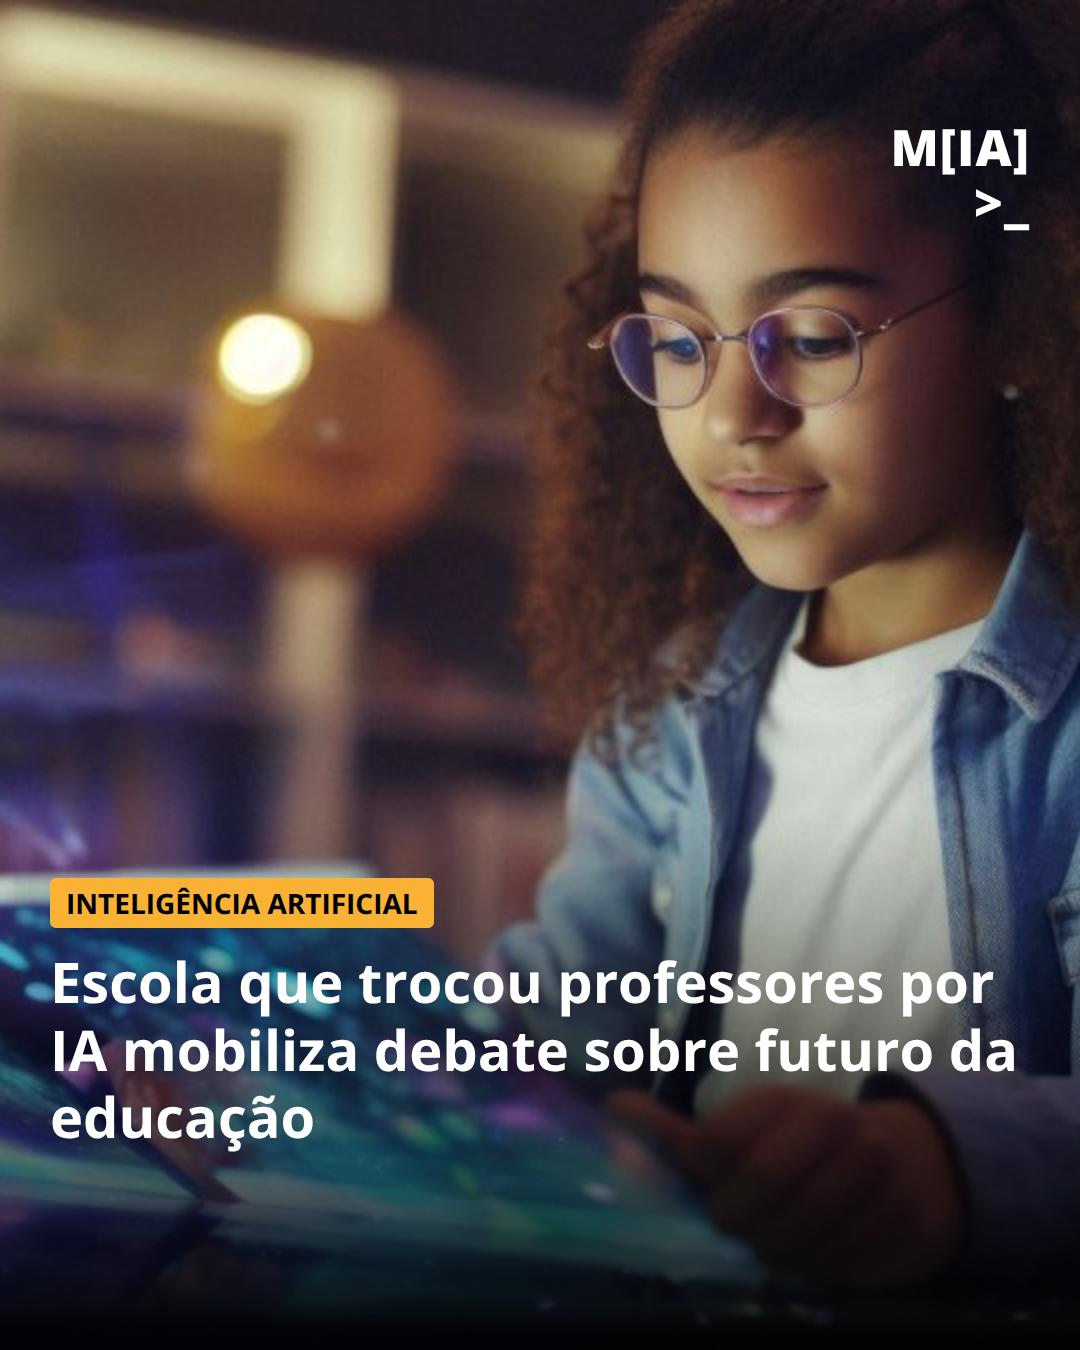 M[IA]
>_
INTELIGÊNCIA ARTIFICIAL
Escola que trocou professores por
IA mobiliza debate sobre futuro da
educação